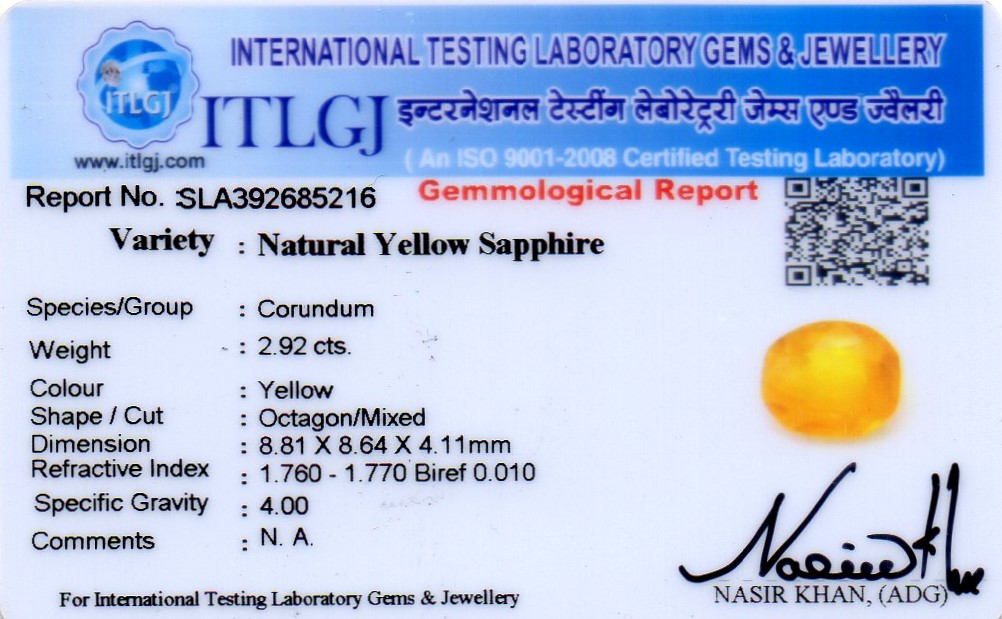 INTERNATIONAL TESTING LABORATORY GEMS & JEWELLERY
ITLGJ
ITLGJ इन्टरनेशनल टेस्टींग लेबोरेट्ररी जेम्स एण्ड ज्वैलरी
www.itlgj.com
( An ISO 9001-2008 Certified Testing Laboratory)
Report No. :SLA392685216
Gemmological Report
Variety : Natural Yellow Sapphire
Species/Group : Corundum
Weight : 2.92 cts.
Colour : Yellow
Shape / Cut : Octagon/Mixed
Dimension : 8.81 X 8.64 X 4.11mm
Refractive Index : 1.760 - 1.770 Biref 0.010
Specific Gravity : 4.00
Comments : N. A.
For International Testing Laboratory Gems & Jewellery
NASIR KHAN, (ADG)